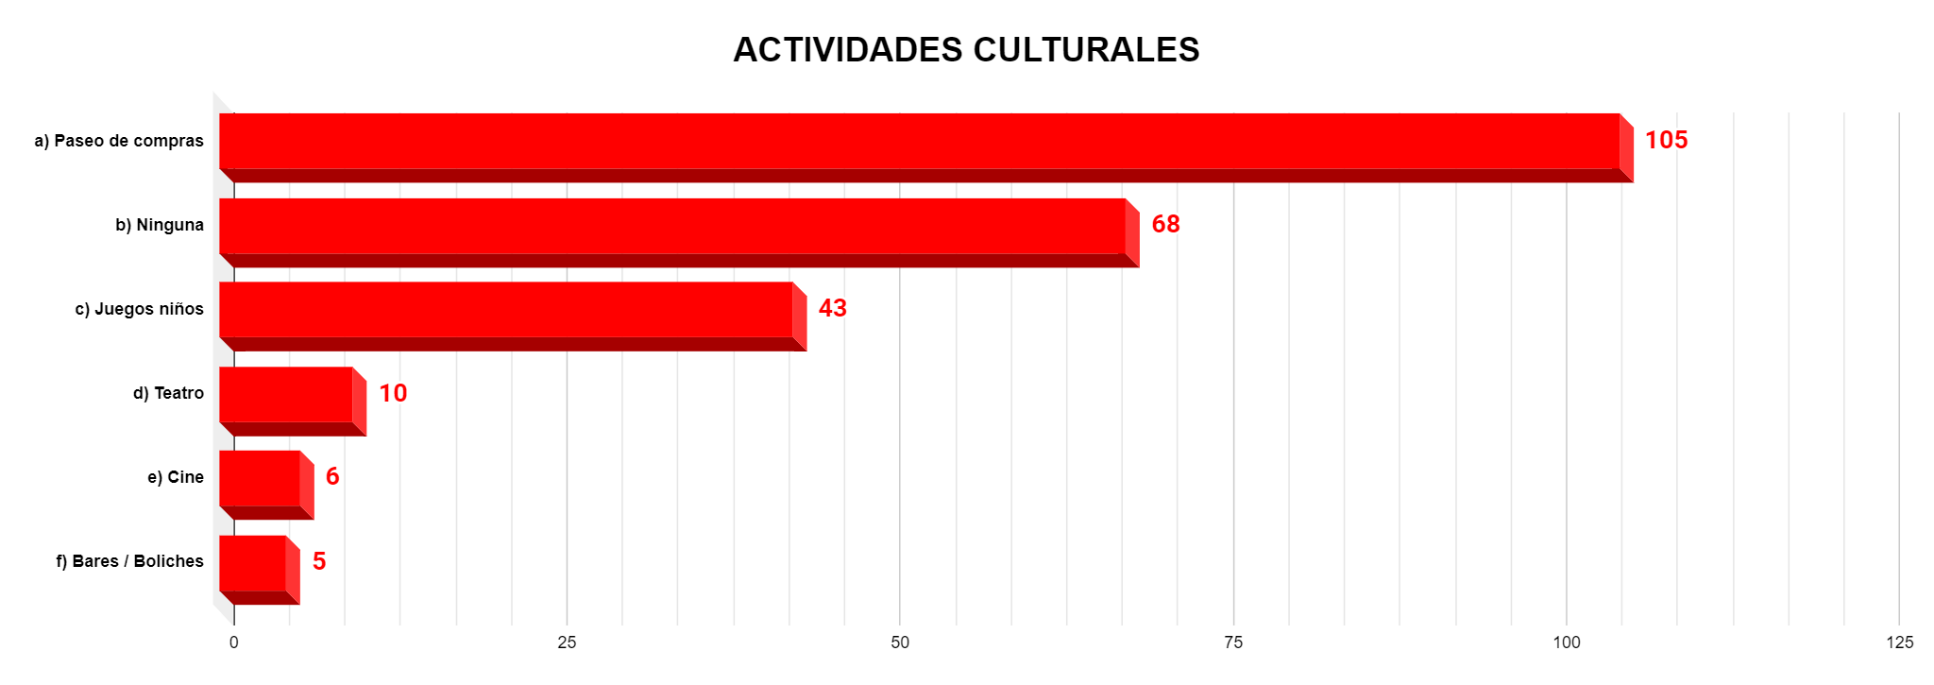 ACTIVIDADES CULTURALES
a) Paseo de compras 105
b) Ninguna 68
c) Juegos niños 43
d) Teatro 10
e) Cine 6
f) Bares / Boliches 5
0 25 50 75 100 125